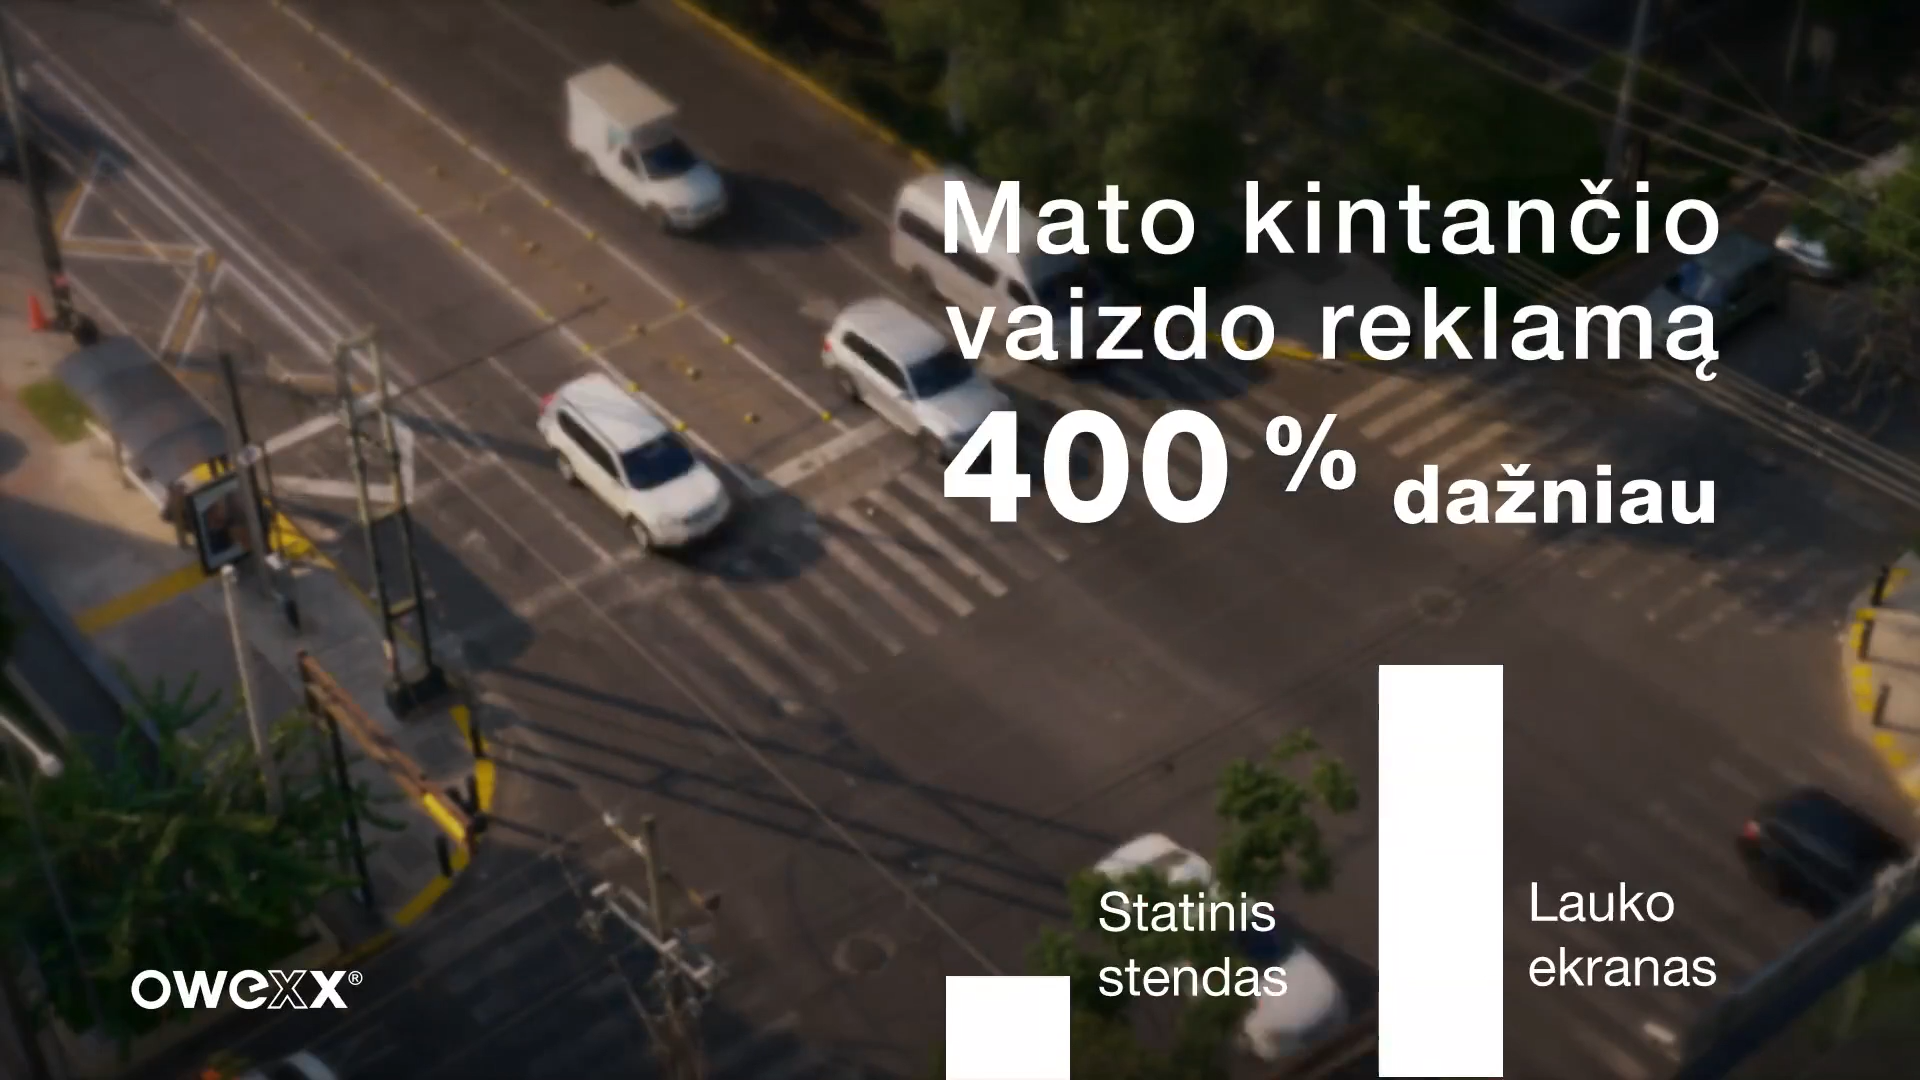 Mato kintančio
vaizdo reklamą
400 % dažniau
Statinis
stendas
Lauko
ekranas
owexx®